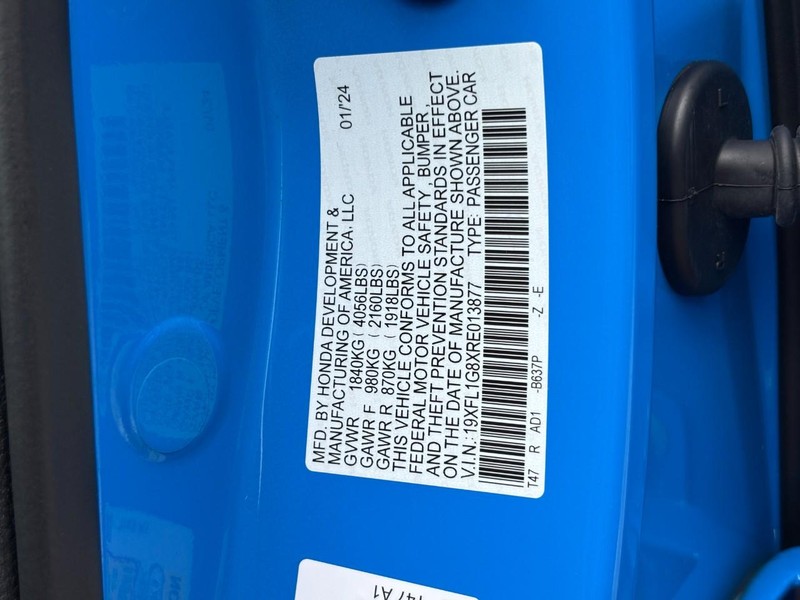 MFD. BY HONDA DEVELOPMENT &
MANUFACTURING OF AMERICA, LLC 01/'24
GVWR 1840KG ( 4056LBS)
GAWR F 980KG ( 2160LBS)
GAWR R 870KG ( 1918LBS)
THIS VEHICLE CONFORMS TO ALL APPLICABLE
FEDERAL MOTOR VEHICLE SAFETY , BUMPER ,
AND THEFT PREVENTION STANDARDS IN EFFECT
ON THE DATE OF MANUFACTURE SHOWN ABOVE.
V.I.N.:19XFL1G8XRE013877 TYPE: PASSENGER CAR
T47 R AD1 -B637P -Z -E
47 A1
L